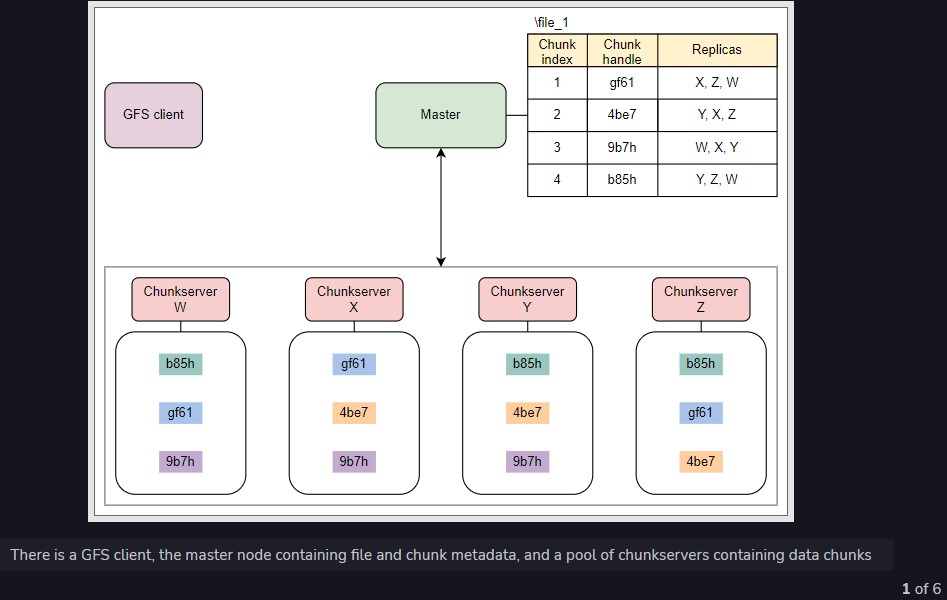 \file_1
Chunk index
Chunk handle
Replicas
1 gf61 X, Z, W
2 4be7 Y, X, Z
3 9b7h W, X, Y
4 b85h Y, Z, W
GFS client
Master
Chunkserver
W
Chunkserver
X
Chunkserver
Y
Chunkserver
Z
b85h
gf61
9b7h
gf61
4be7
9b7h
b85h
4be7
9b7h
b85h
gf61
4be7
There is a GFS client, the master node containing file and chunk metadata, and a pool of chunkservers containing data chunks
1 of 6